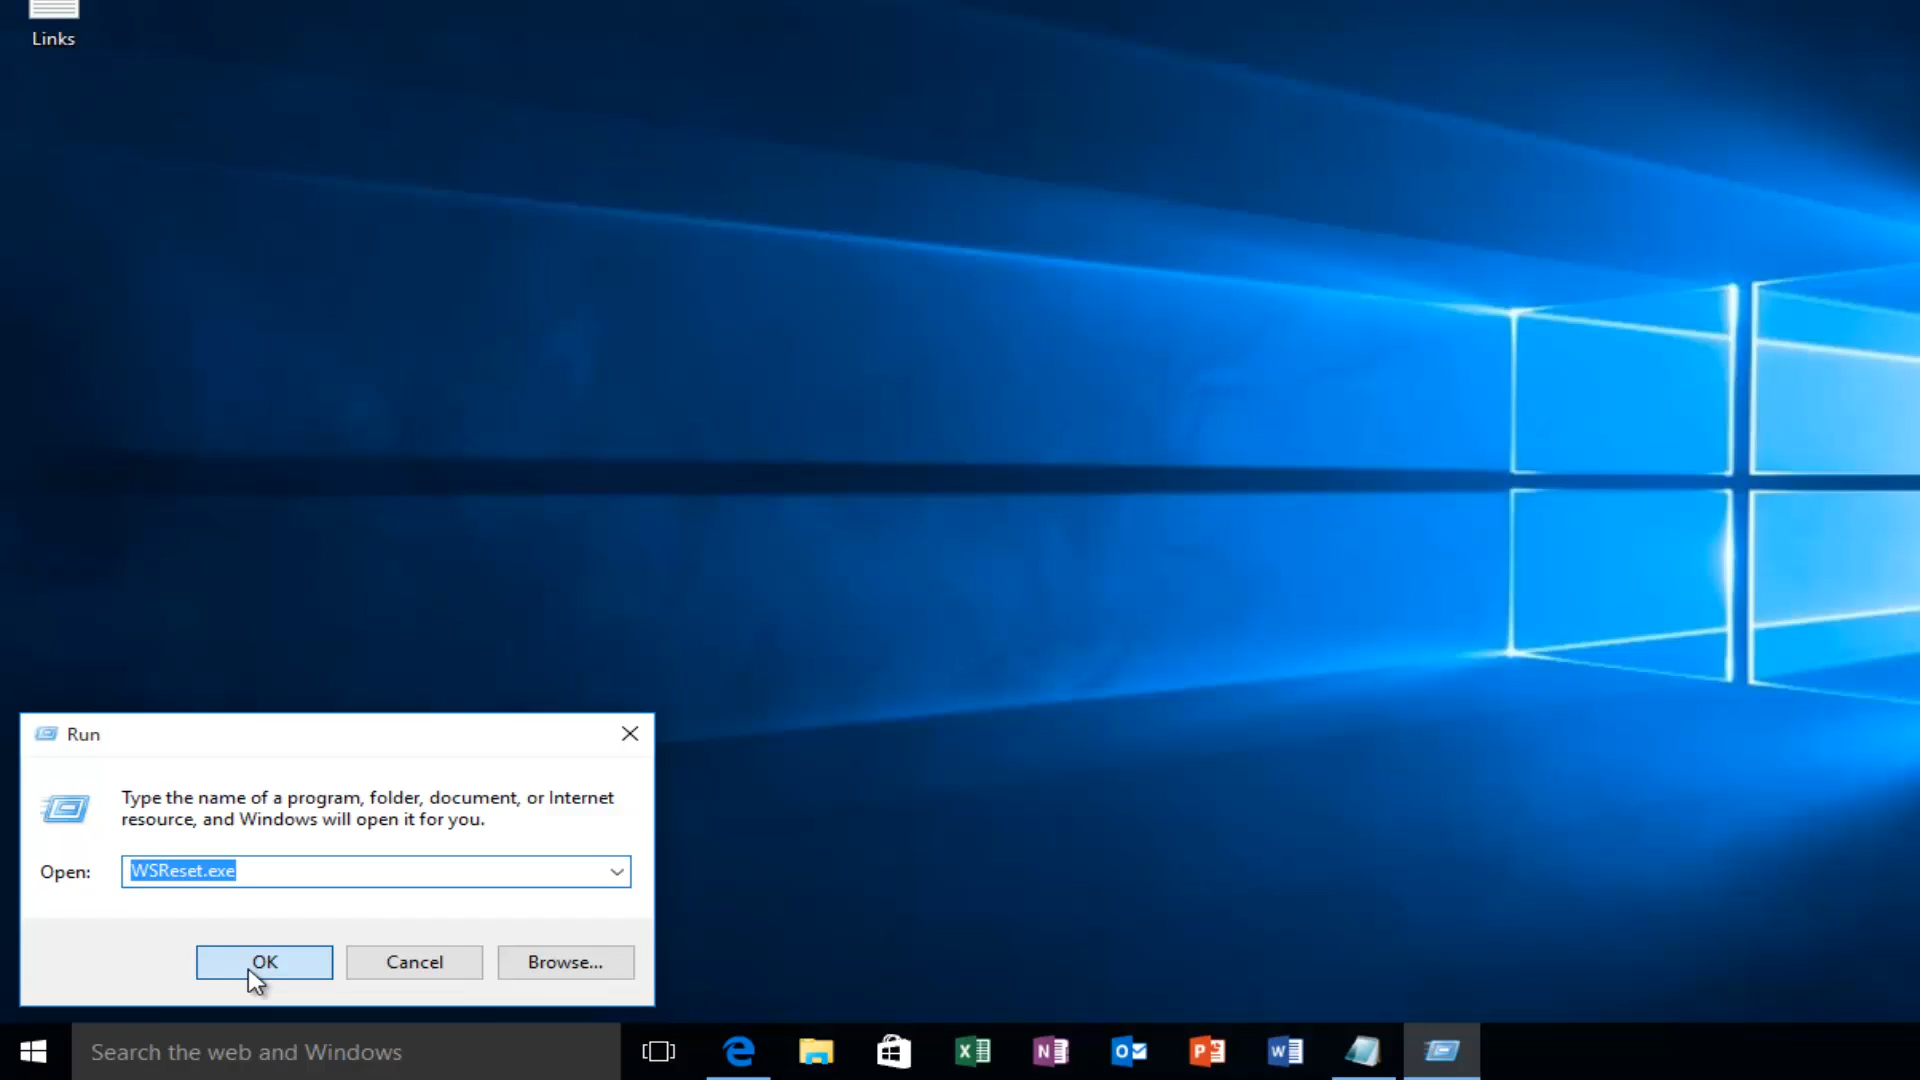 Links
Run
Type the name of a program, folder, document, or Internet
resource, and Windows will open it for you.
Open: WSReset.exe
OK Cancel Browse...
Search the web and Windows